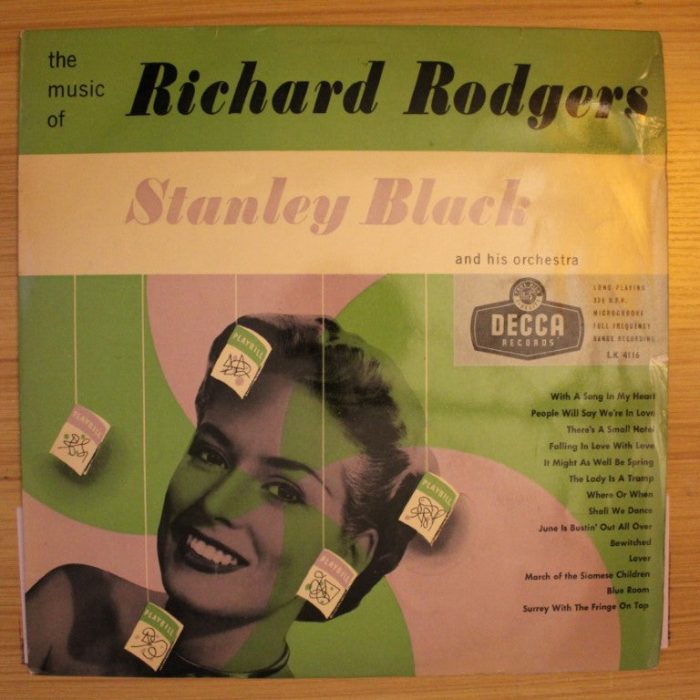 the
music
of
Richard Rodgers
Stanley Black
and his orchestra
DECCA
RECORDS
LONG PLAYING
33⅓ R.P.M.
MICROGROOVE
FULL FREQUENCY
RANGE RECORDING
LK 4116
With A Song In My Heart
People Will Say We're In Love
There's A Small Hotel
Falling In Love With Love
It Might As Well Be Spring
The Lady Is A Tramp
Where Or When
Shall We Dance
June Is Bustin' Out All Over
Bewitched
Lover
March of the Siamese Children
Blue Room
Surrey With The Fringe On Top
PLAYBILL
PLAYBILL
PLAYBILL
PLAYBILL
PLAYBILL